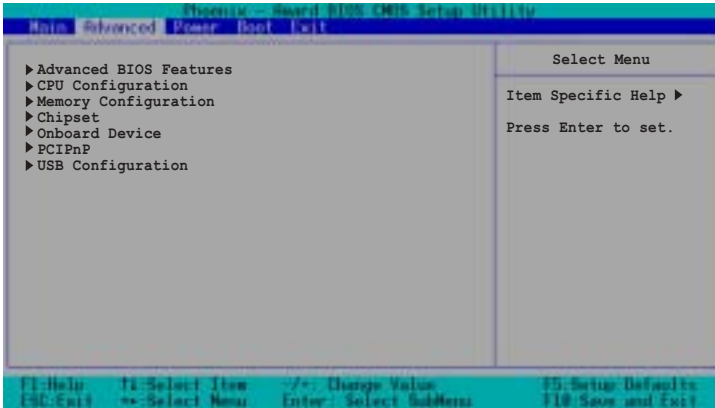 Phoenix - Award BIOS CMOS Setup Utility
Main Advanced Power Boot Exit
Advanced BIOS Features
CPU Configuration
Memory Configuration
Chipset
Onboard Device
PCIPnP
USB Configuration
Select Menu
Item Specific Help
Press Enter to set.
F1:Help ↑↓:Select Item -/+: Change Value F5:Setup Defaults
ESC:Exit ←→:Select Menu Enter: Select SubMenu F10:Save and Exit